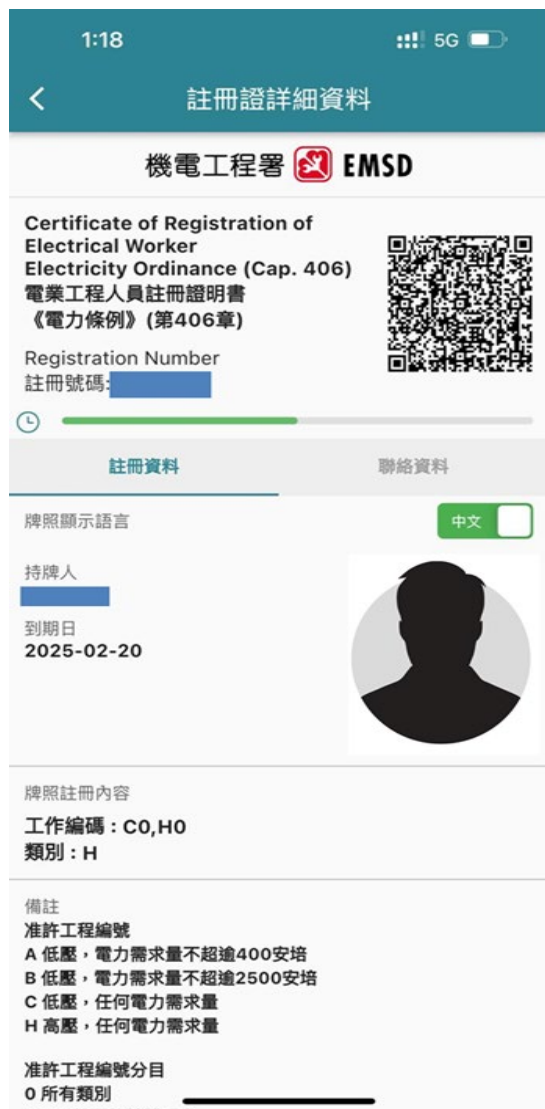 1:18 5G
註冊證詳細資料
機電工程署 EMSD
Certificate of Registration of
Electrical Worker
Electricity Ordinance (Cap. 406)
電業工程人員註冊證明書
《電力條例》(第406章)
Registration Number
註冊號碼:
註冊資料 聯絡資料
牌照顯示語言 中文
持牌人
到期日
2025-02-20
牌照註冊內容
工作編碼：C0,H0
類別：H
備註
准許工程編號
A 低壓，電力需求量不超逾400安培
B 低壓，電力需求量不超逾2500安培
C 低壓，任何電力需求量
H 高壓，任何電力需求量
准許工程編號分目
0 所有類別